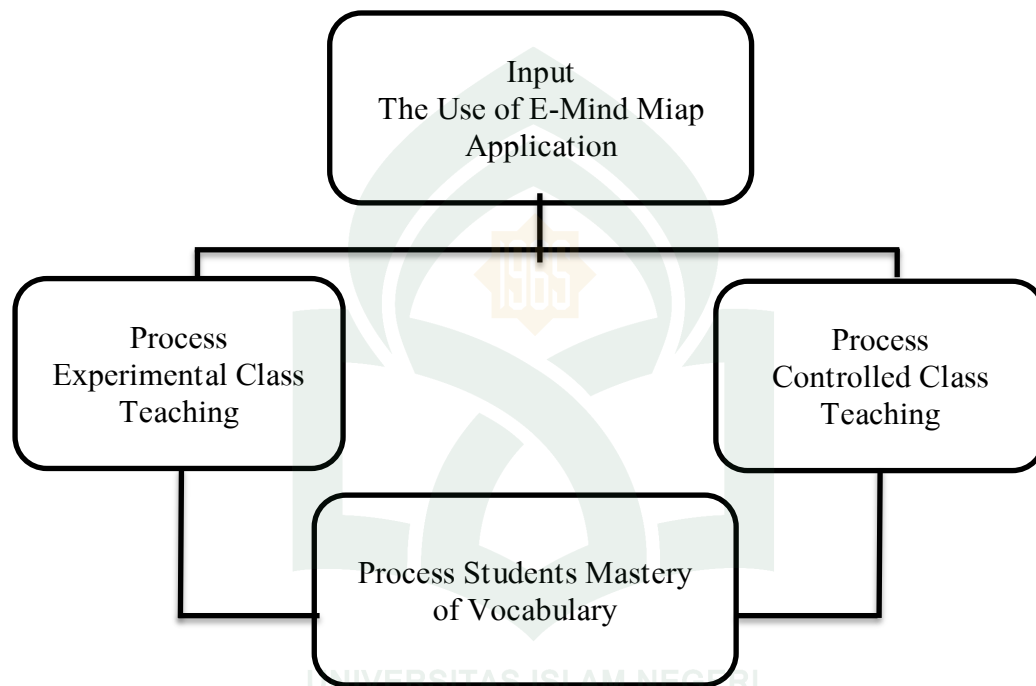 Input
The Use of E-Mind Miap
Application
1965
Process
Experimental Class
Teaching
Process
Controlled Class
Teaching
Process Students Mastery
of Vocabulary
UNIVERSITAS ISLAM NEGERI